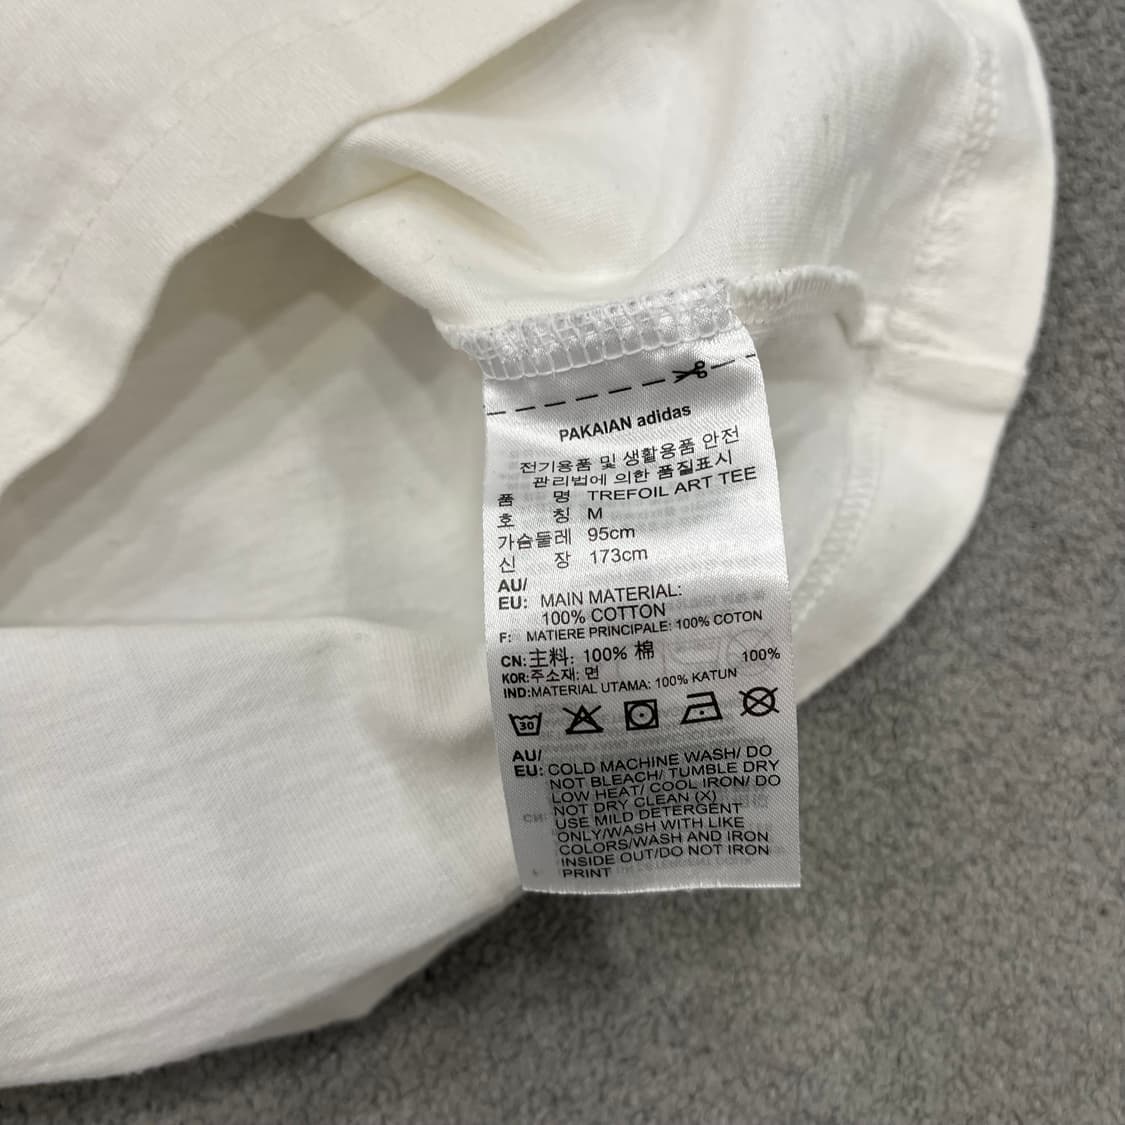 PAKAIAN adidas
전기용품 및 생활용품 안전
관리법에 의한 품질표시
품 명 TREFOIL ART TEE
호 칭 M
가슴둘레 95cm
신 장 173cm
AU/
EU: MAIN MATERIAL:
100% COTTON
F: MATIERE PRINCIPALE: 100% COTON
CN:主料: 100% 棉
KOR:주소재: 면 100%
IND:MATERIAL UTAMA: 100% KATUN
30
AU/
EU: COLD MACHINE WASH/ DO
NOT BLEACH/ TUMBLE DRY
LOW HEAT/ COOL IRON/ DO
NOT DRY CLEAN (X)
USE MILD DETERGENT
ONLY/WASH WITH LIKE
COLORS/WASH AND IRON
INSIDE OUT/DO NOT IRON
PRINT